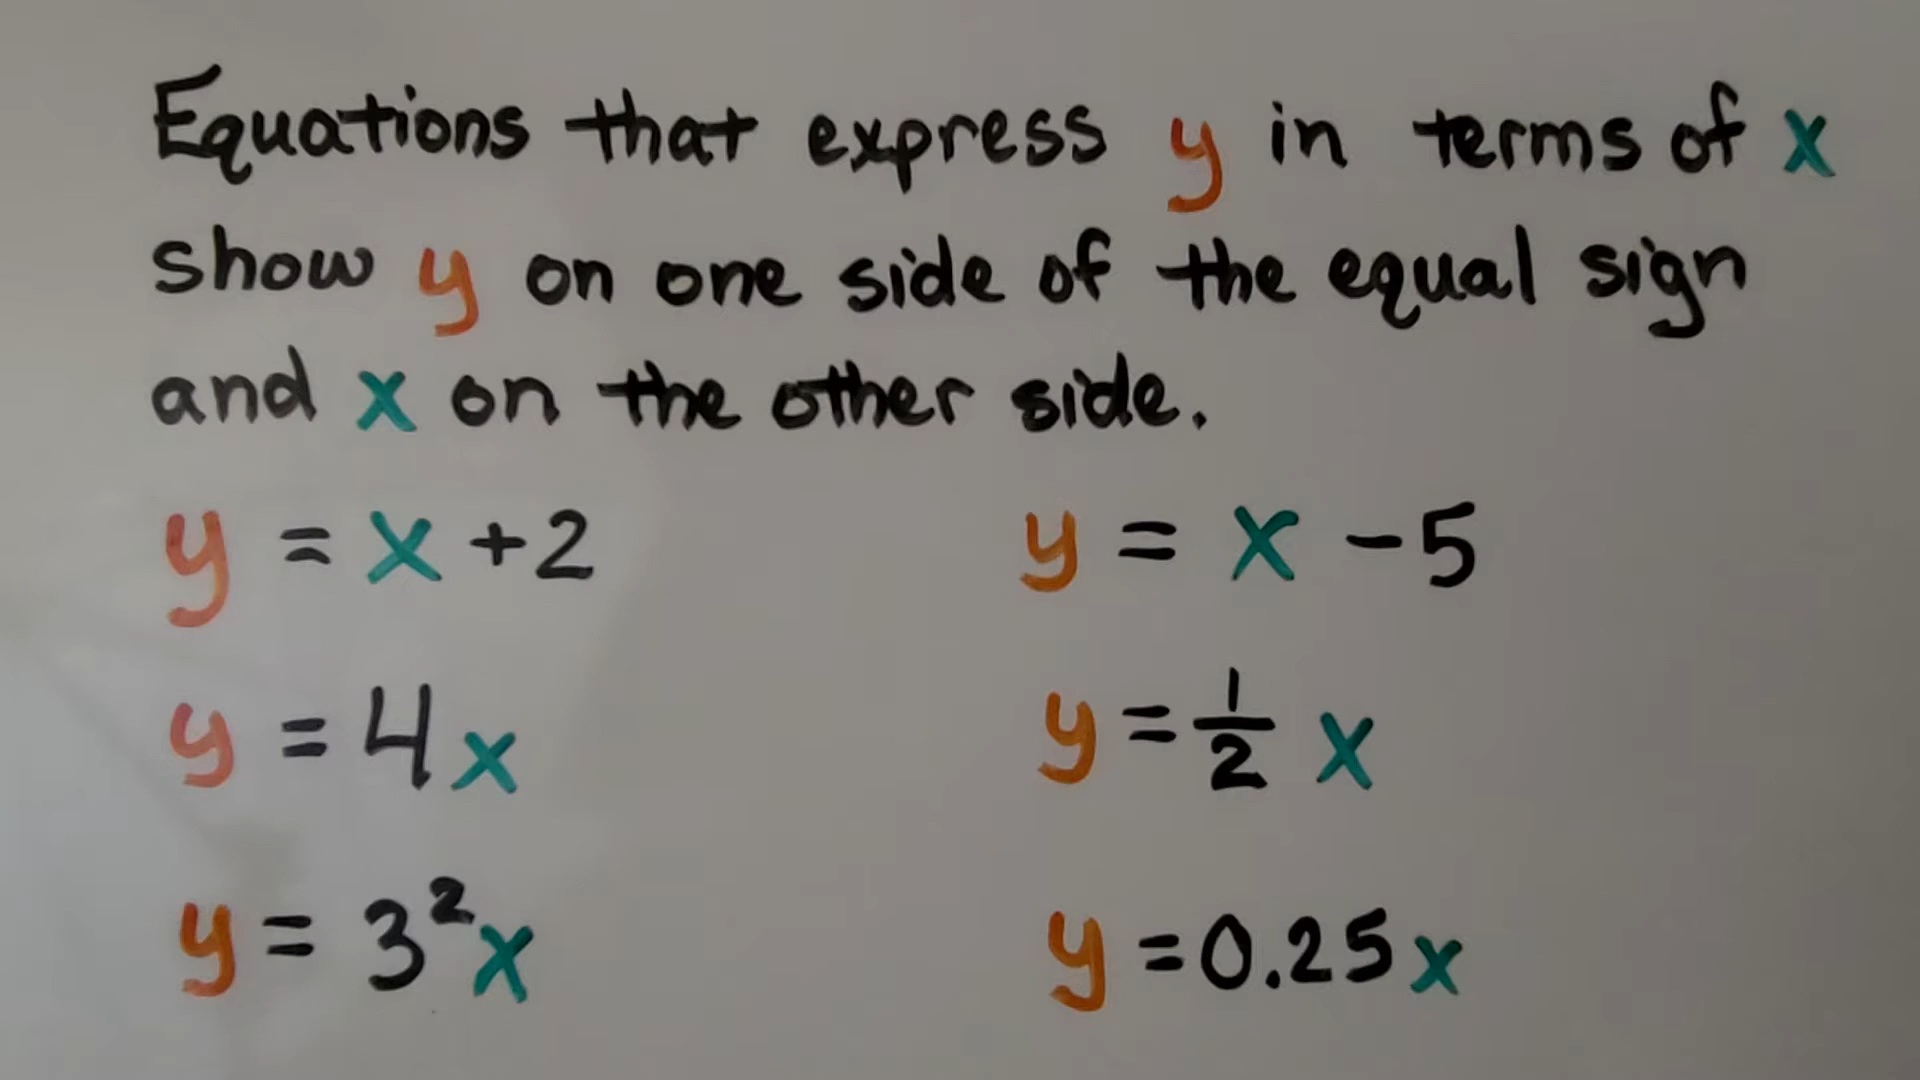 Equations that express y in terms of x
show y on one side of the equal sign
and x on the other side.
y = x + 2
y = x - 5
y = 4x
y = 1/2 x
y = 3²x
y = 0.25x